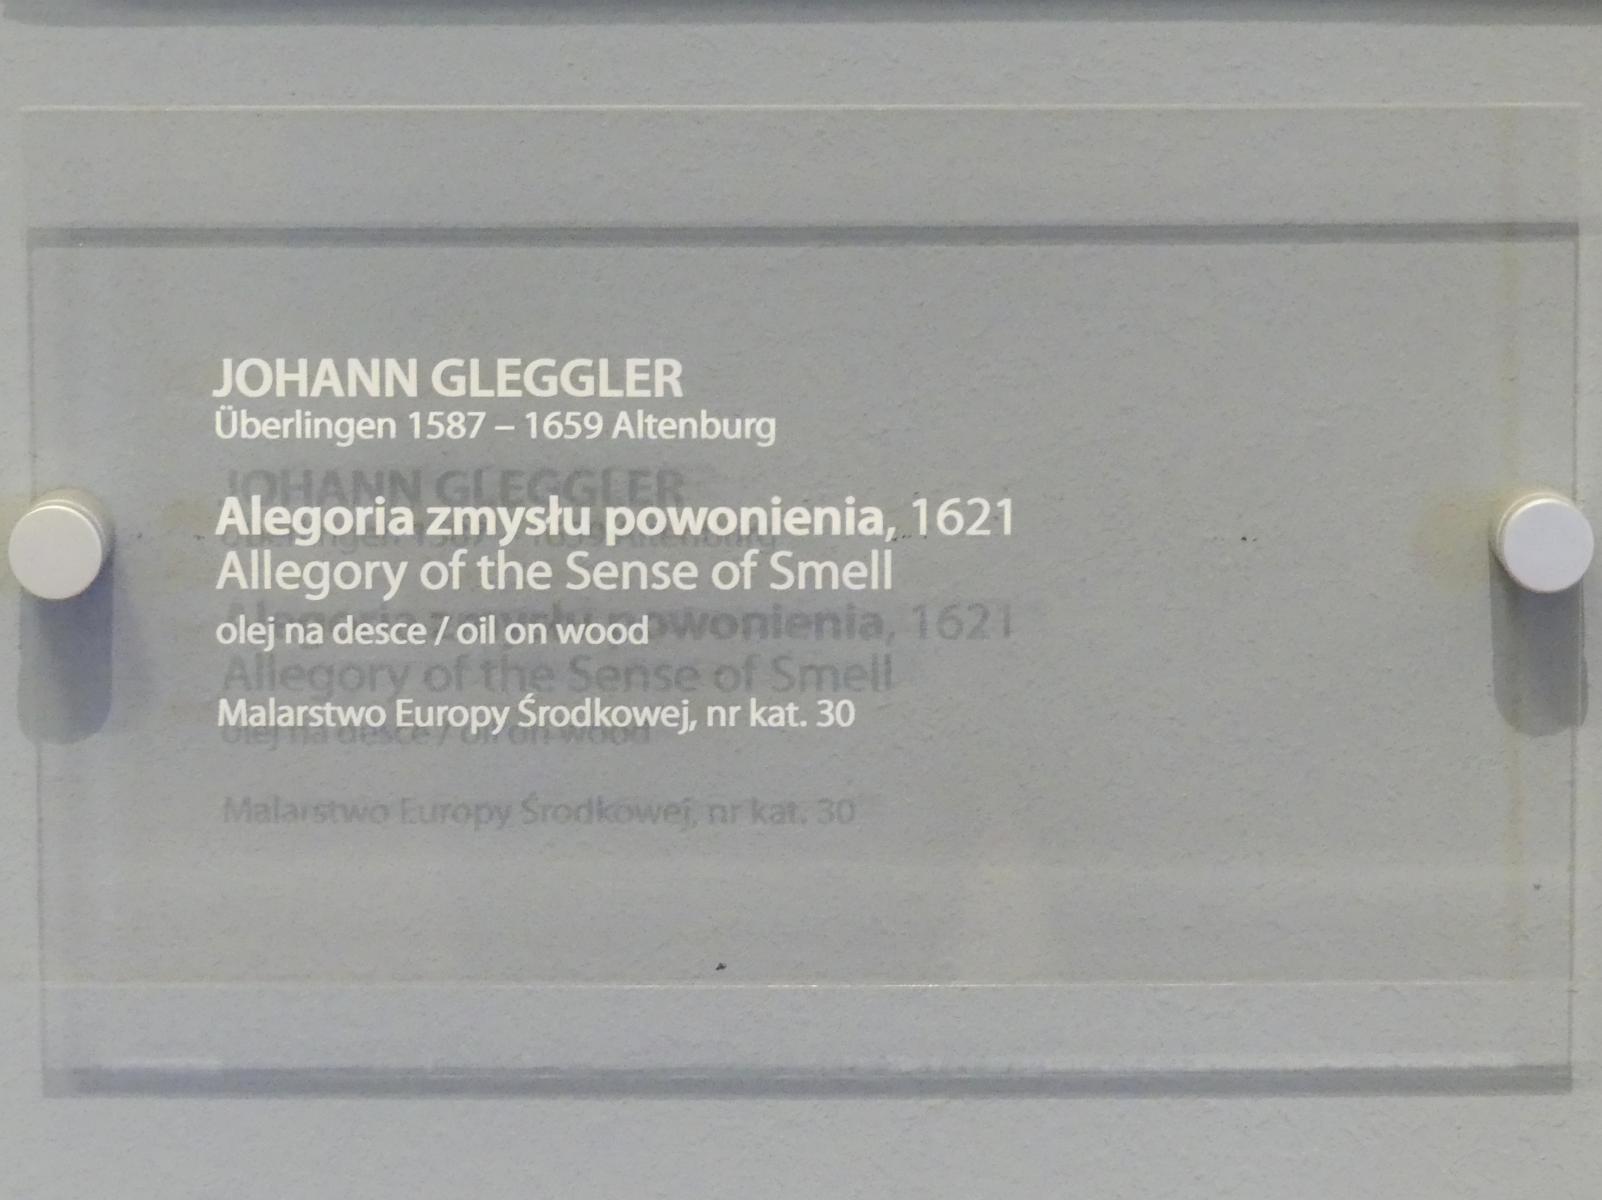 JOHANN GLEGGLER
Überlingen 1587 – 1659 Altenburg
Alegoria zmysłu powonienia, 1621
Allegory of the Sense of Smell
olej na desce / oil on wood
Malarstwo Europy Środkowej, nr kat. 30